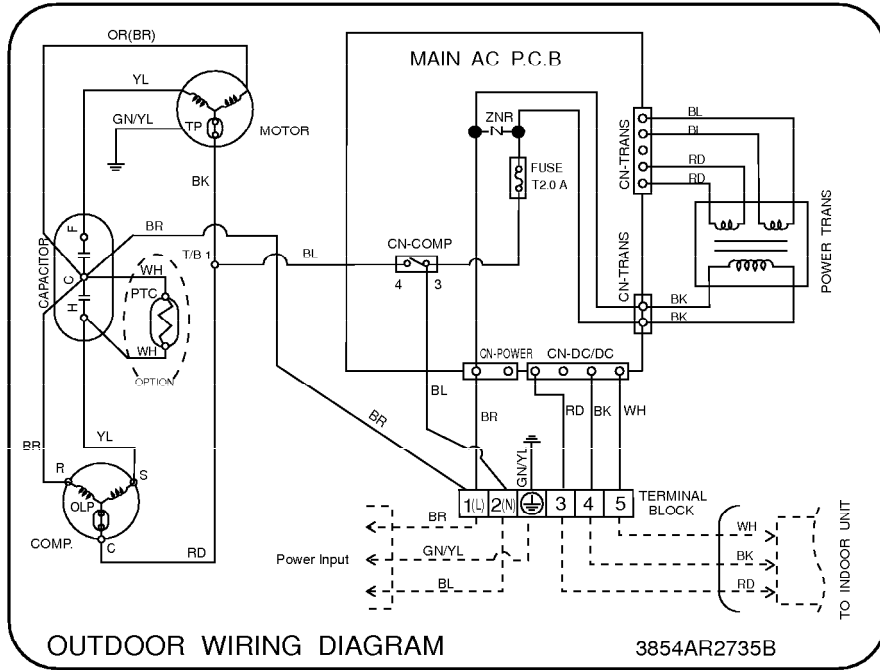 OR(BR)
MAIN AC P.C.B
YL
GN/YL
TP
MOTOR
ZNR
FUSE
T2.0 A
CN-TRANS
BL
BL
RD
RD
POWER TRANS
BK
CAPACITOR
F
C
H
BR
T/B 1
BL
CN-COMP
4 3
CN-TRANS
BK
BK
WH
PTC
WH
OPTION
CN-POWER
CN-DC/DC
BL
BR
BR
RD
BK
WH
GN/YL
BR
YL
R
S
OLP
COMP.
C
RD
1(L) 2(N) 3 4 5
TERMINAL
BLOCK
BR
Power Input
GN/YL
BL
WH
BK
RD
TO INDOOR UNIT
OUTDOOR WIRING DIAGRAM
3854AR2735B